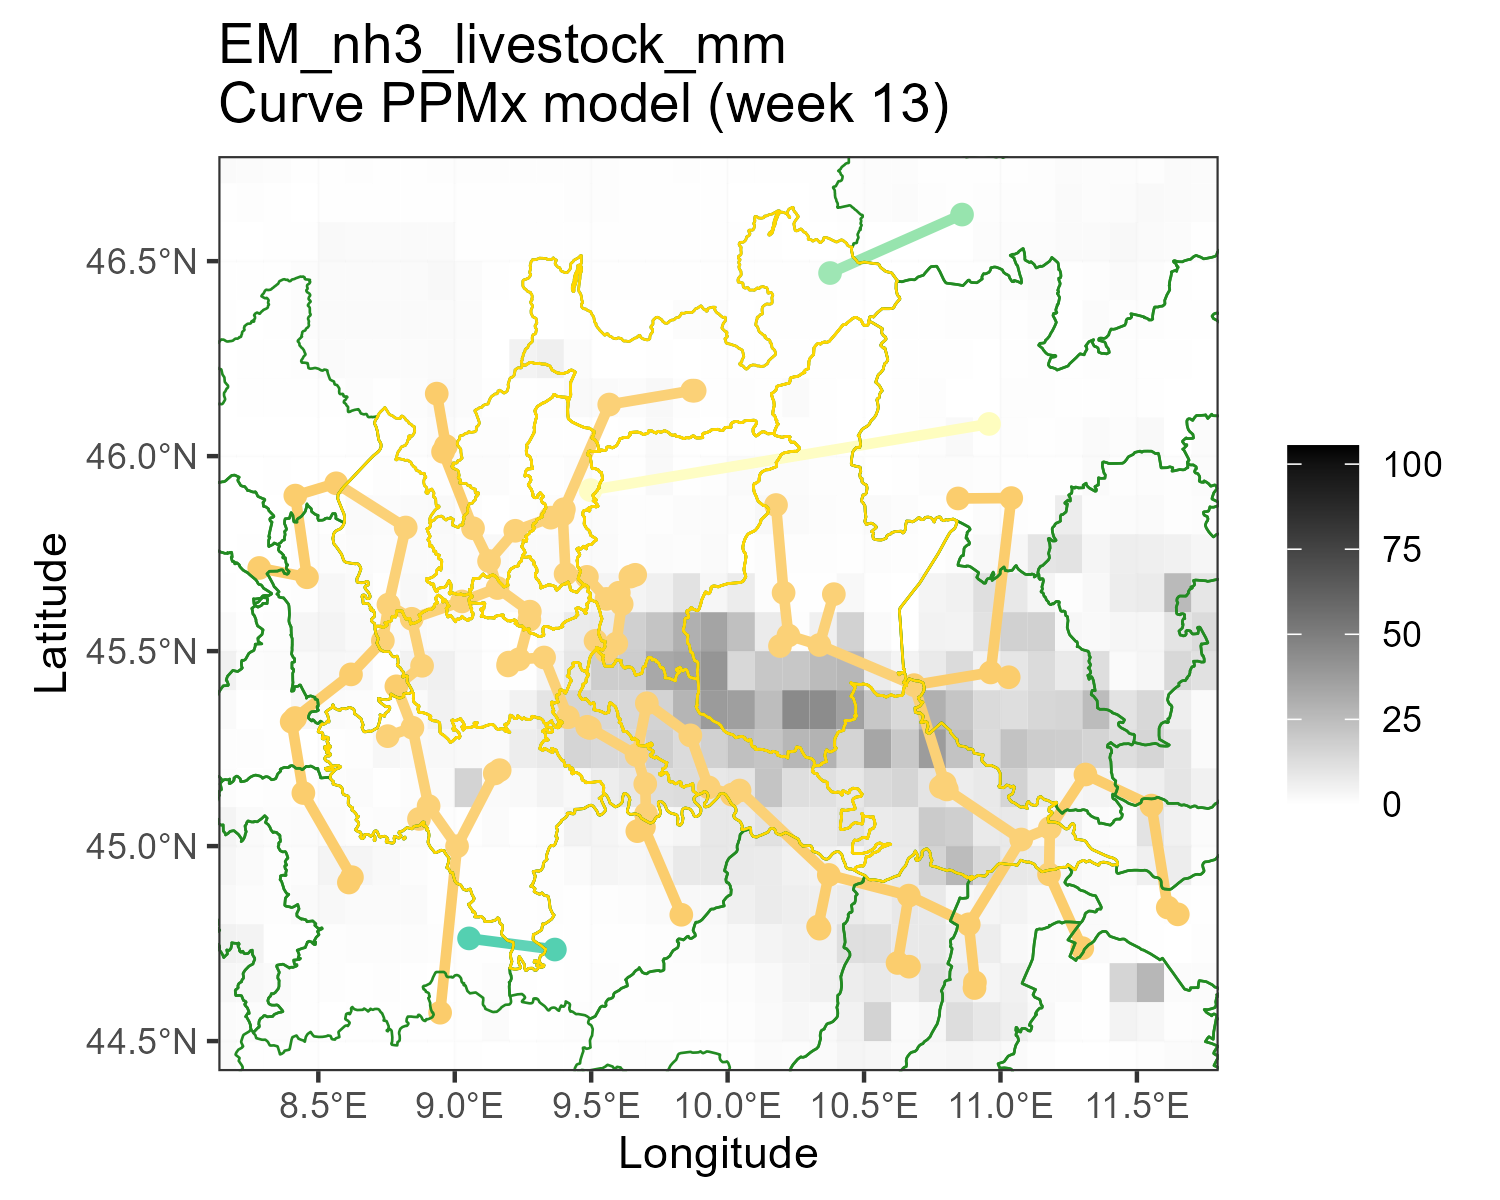 EM_nh3_livestock_mm
Curve PPMx model (week 13)
46.5°N
46.0°N
45.5°N
45.0°N
44.5°N
Latitude
8.5°E 9.0°E 9.5°E 10.0°E 10.5°E 11.0°E 11.5°E
Longitude
100
75
50
25
0